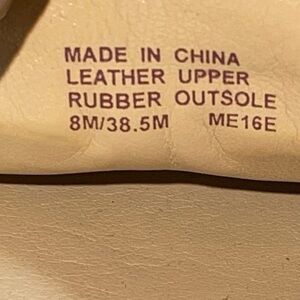 MADE IN CHINA
LEATHER UPPER
RUBBER OUTSOLE
8M/38.5M ME16E